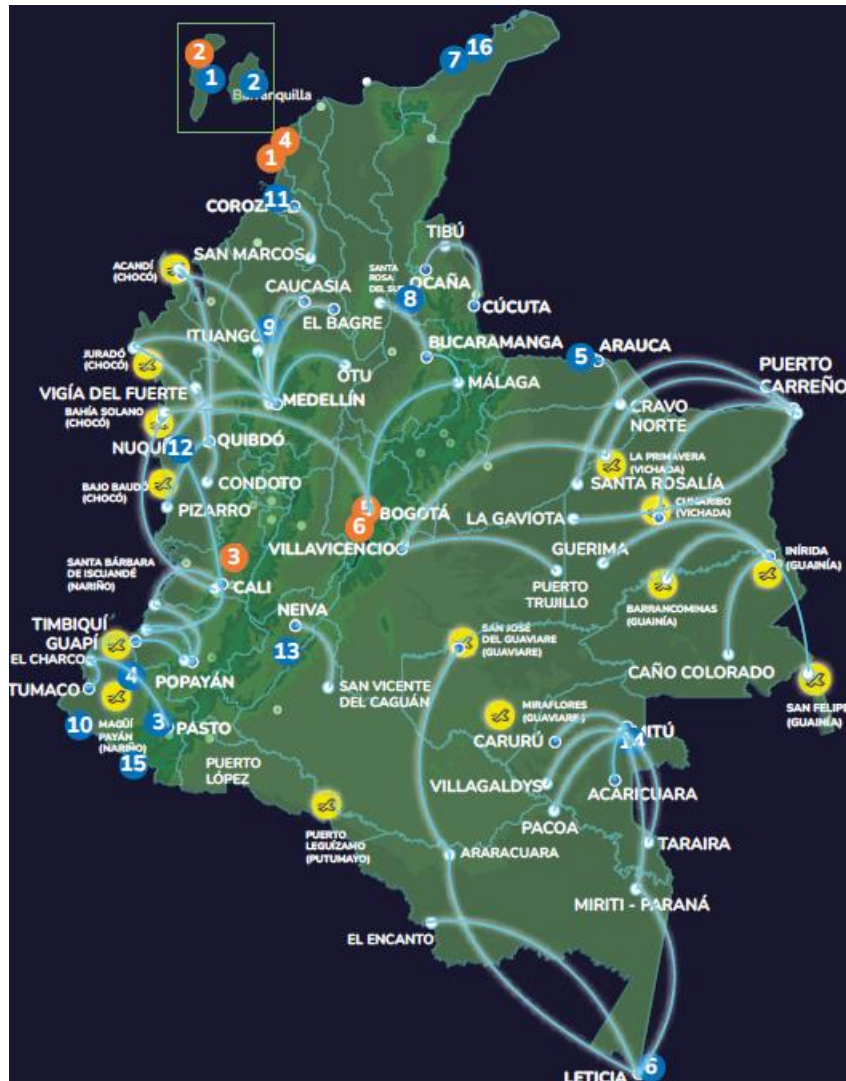 2
1
2
Barranquilla
7
16
4
1
11
COROZ
SAN MARCOS
TIBÚ
ACANDÍ
(CHOCÓ)
CAUCASIA
SANTA
ROSA
DEL SUR
OCAÑA
8
CÚCUTA
EL BAGRE
ITUANGO
9
BUCARAMANGA
5
ARAUCA
JURADÓ
(CHOCÓ)
OTU
MÁLAGA
PUERTO
CARREÑO
VIGÍA DEL FUERTE
MEDELLÍN
CRAVO
NORTE
BAHÍA SOLANO
(CHOCÓ)
NUQUÍ
12
QUIBDÓ
LA PRIMAVERA
(VICHADA)
BAJO BAUDÓ
(CHOCÓ)
CONDOTO
SANTA ROSALÍA
PIZARRO
5
BOGOTÁ
6
LA GAVIOTA
CUMARIBO
(VICHADA)
VILLAVICENCIO
GUERIMA
INÍRIDA
(GUAINÍA)
3
SANTA BÁRBARA
DE ISCUANDÉ
(NARIÑO)
CALI
PUERTO
TRUJILLO
BARRANCOMINAS
(GUAINÍA)
NEIVA
TIMBIQUÍ
GUAPÍ
SAN JOSÉ
DEL GUAVIARE
(GUAVIARE)
13
EL CHARCO
POPAYÁN
CAÑO COLORADO
4
TUMACO
SAN VICENTE
DEL CAGUÁN
SAN FELIPE
(GUAINÍA)
10
MAGÜÍ
PAYÁN
(NARIÑO)
3
PASTO
MIRAFLORES
(GUAVIARE)
CARURÚ
MITÚ
14
15
PUERTO
LÓPEZ
VILLAGALDYS
ACARICUARA
PUERTO
LEGUÍZAMO
(PUTUMAYO)
PACOA
TARAIRA
ARARACUARA
MIRITI - PARANÁ
EL ENCANTO
6
LETICIA